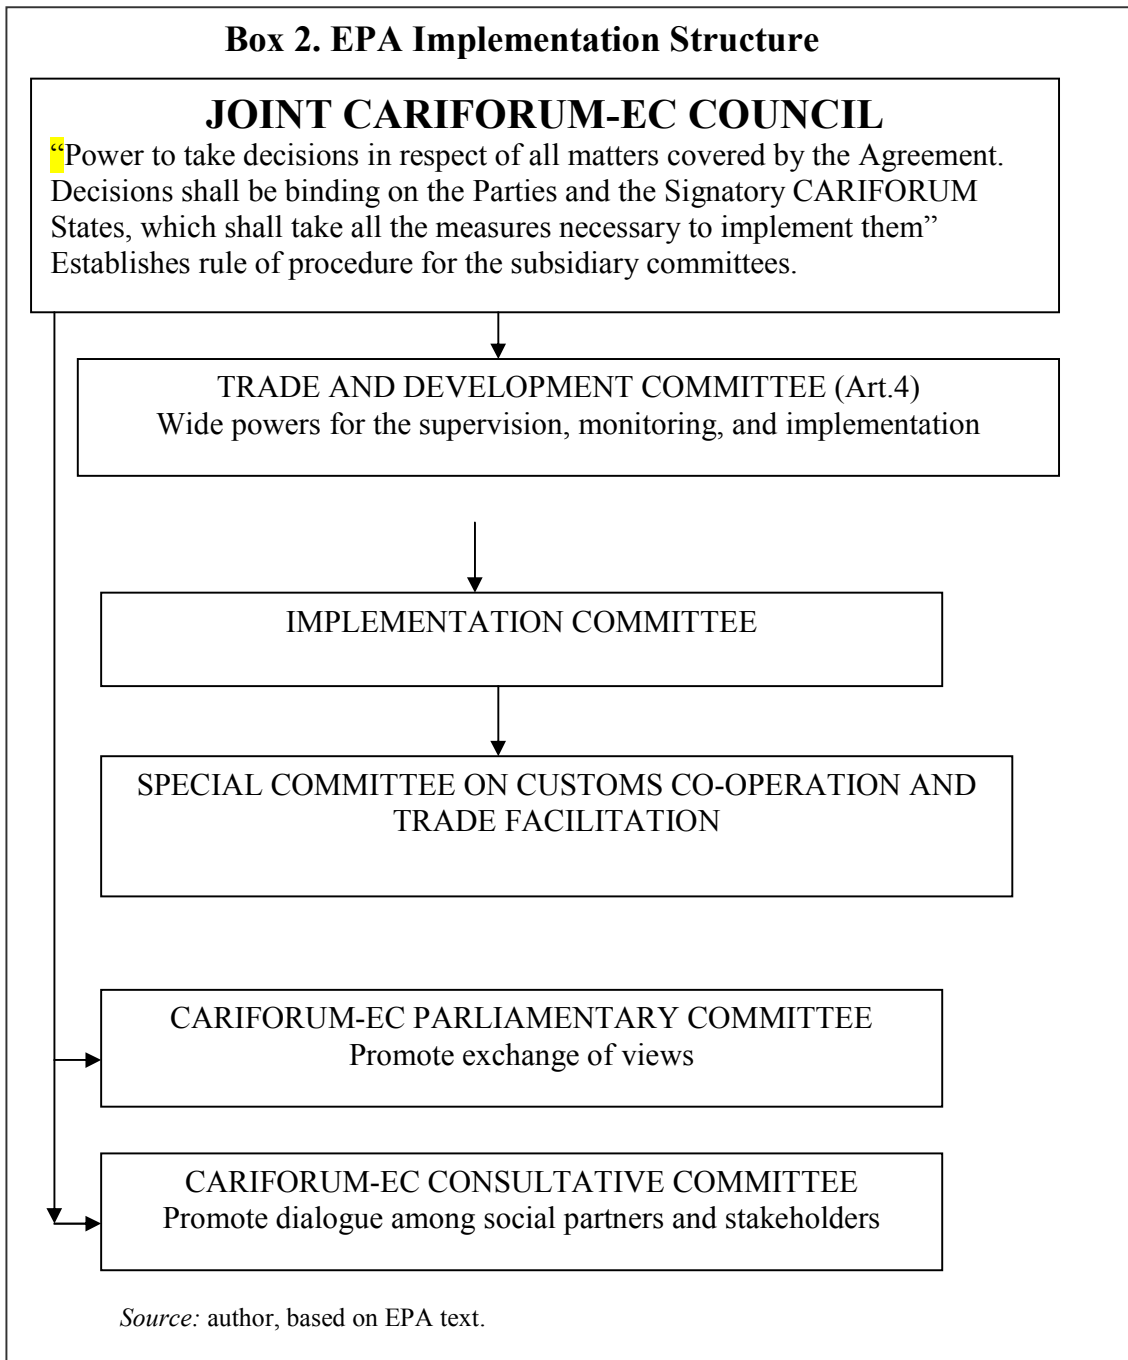 Box 2. EPA Implementation Structure
JOINT CARIFORUM-EC COUNCIL
“Power to take decisions in respect of all matters covered by the Agreement.
Decisions shall be binding on the Parties and the Signatory CARIFORUM
States, which shall take all the measures necessary to implement them”
Establishes rule of procedure for the subsidiary committees.
TRADE AND DEVELOPMENT COMMITTEE (Art.4)
Wide powers for the supervision, monitoring, and implementation
IMPLEMENTATION COMMITTEE
SPECIAL COMMITTEE ON CUSTOMS CO-OPERATION AND
TRADE FACILITATION
CARIFORUM-EC PARLIAMENTARY COMMITTEE
Promote exchange of views
CARIFORUM-EC CONSULTATIVE COMMITTEE
Promote dialogue among social partners and stakeholders
Source: author, based on EPA text.